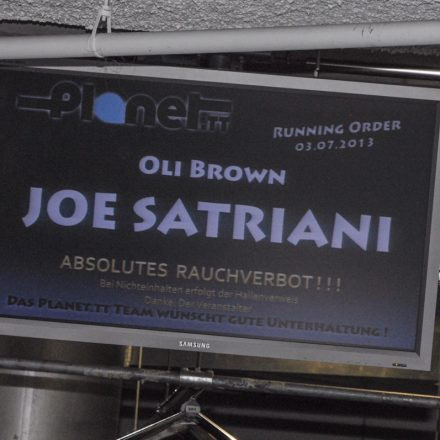 Planet.TT
RUNNING ORDER
03.07.2013
OLI BROWN
JOE SATRIANI
ABSOLUTES RAUCHVERBOT!!!
Bei Nichteinhalten erfolgt der Hallenverweis
Danke. Der Veranstalter
DAS PLANET.TT TEAM WÜNSCHT GUTE UNTERHALTUNG !
SAMSUNG